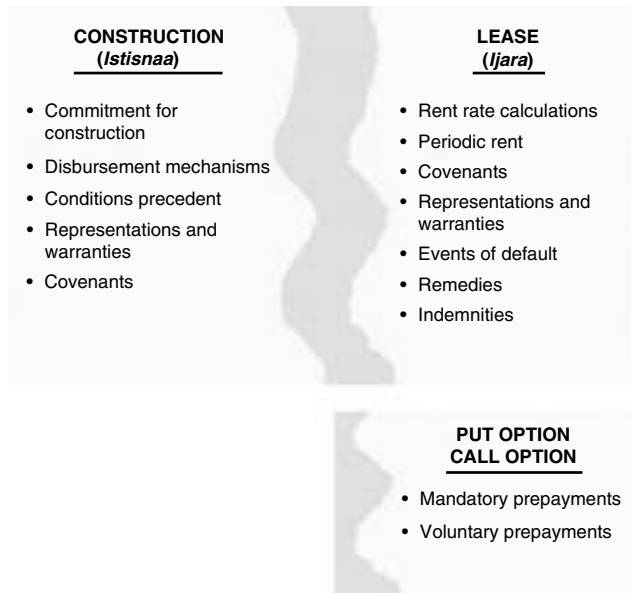 CONSTRUCTION
(Istisnaa)
• Commitment for
construction
• Disbursement mechanisms
• Conditions precedent
• Representations and
warranties
• Covenants
LEASE
(Ijara)
• Rent rate calculations
• Periodic rent
• Covenants
• Representations and
warranties
• Events of default
• Remedies
• Indemnities
PUT OPTION
CALL OPTION
• Mandatory prepayments
• Voluntary prepayments